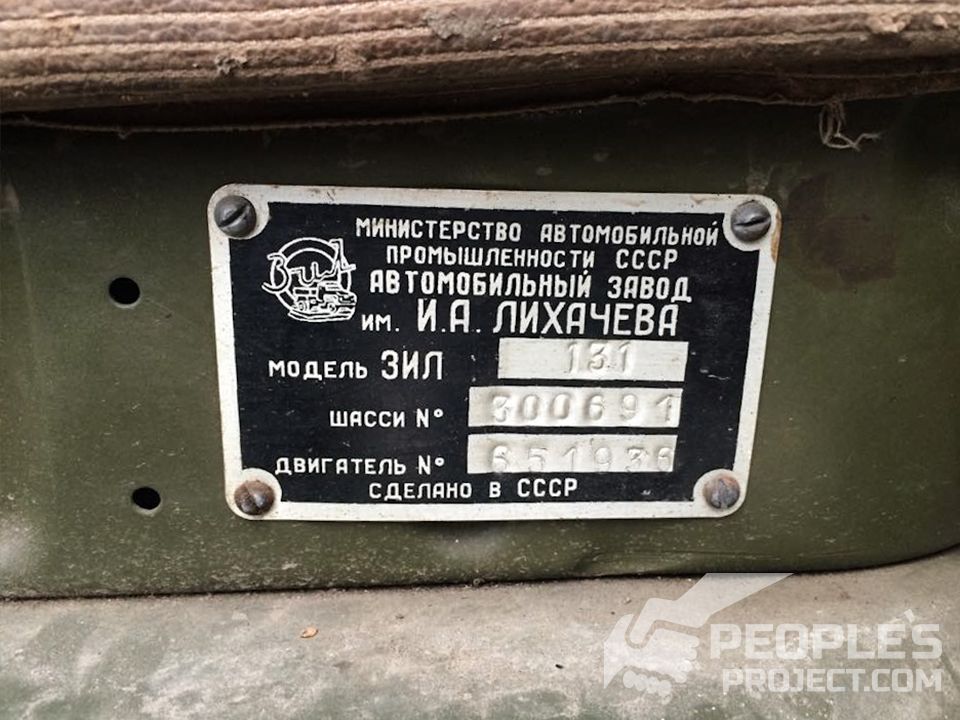 МИНИСТЕРСТВО АВТОМОБИЛЬНОЙ
ПРОМЫШЛЕННОСТИ СССР
АВТОМОБИЛЬНЫЙ ЗАВОД
ИМ. И.А. ЛИХАЧЕВА
ЗИЛ
МОДЕЛЬ ЗИЛ 131
ШАССИ № 300691
ДВИГАТЕЛЬ № 651936
СДЕЛАНО В СССР
PEOPLE'S
PROJECT.COM